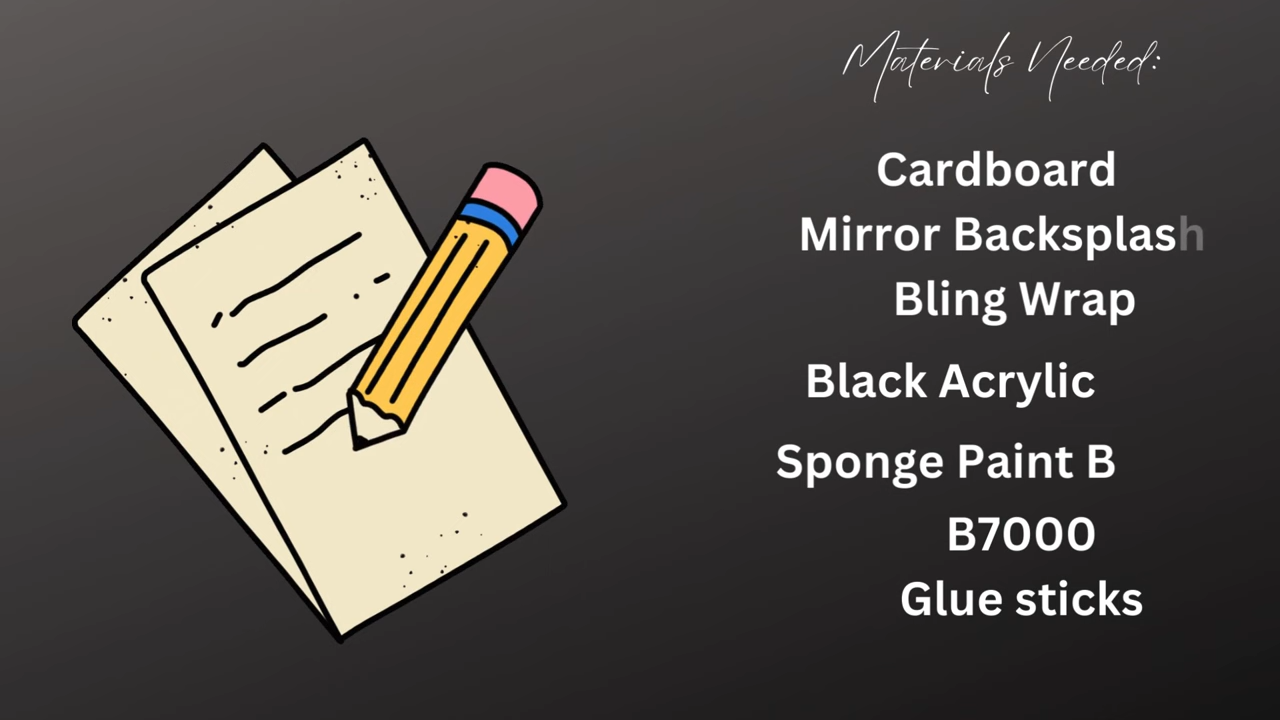 Materials Needed:
Cardboard
Mirror Backsplash
Bling Wrap
Black Acrylic
Sponge Paint B
B7000
Glue sticks